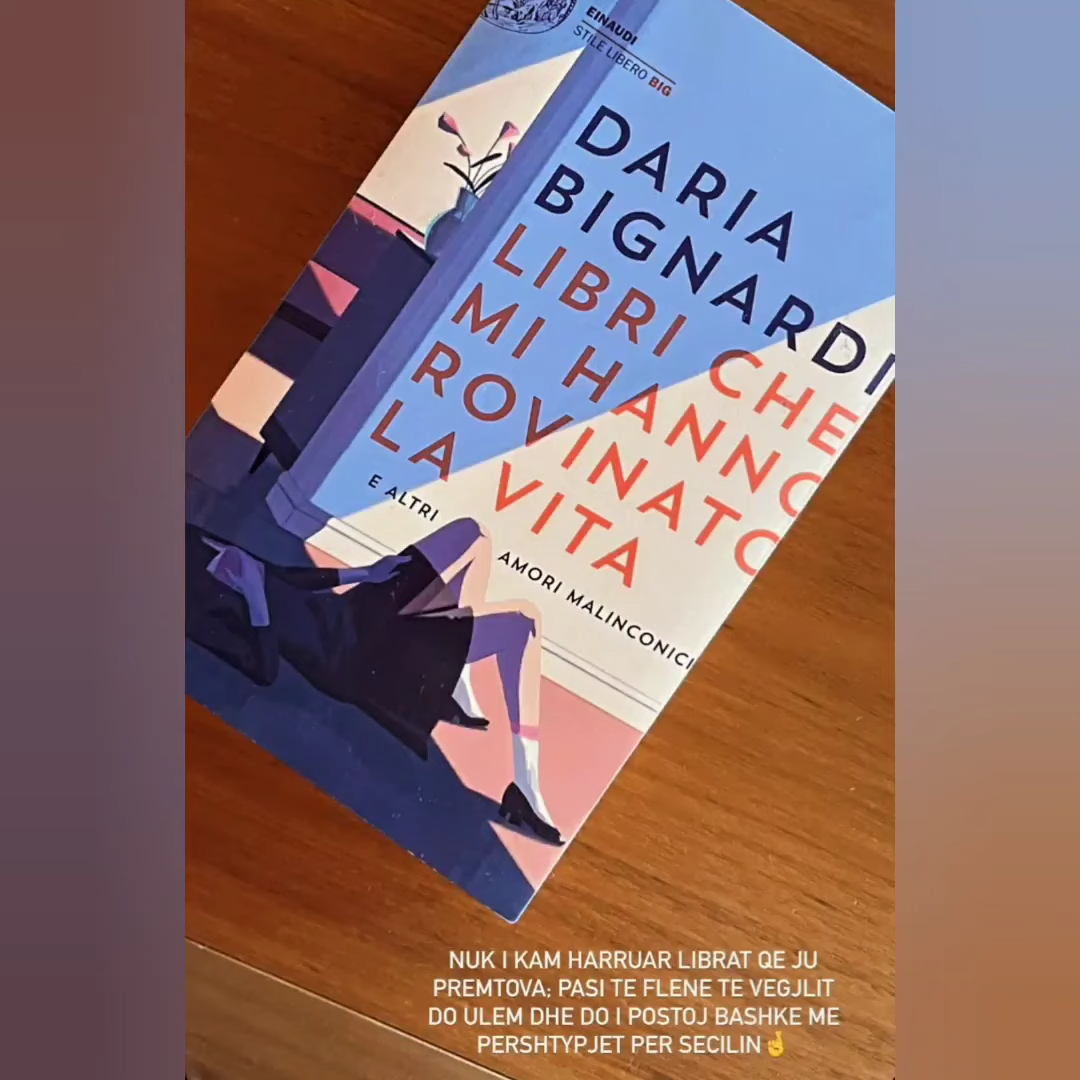 EINAUDI
STILE LIBERO BIG
DARIA
BIGNARDI
LIBRI CHE
MI HANNO
ROVINATO
LA VITA
E ALTRI AMORI MALINCONICI
NUK I KAM HARRUAR LIBRAT QE JU
PREMTOVA; PASI TE FLENE TE VEGJLIT
DO ULEM DHE DO I POSTOJ BASHKE ME
PERSHTYPJET PER SECILIN🤞